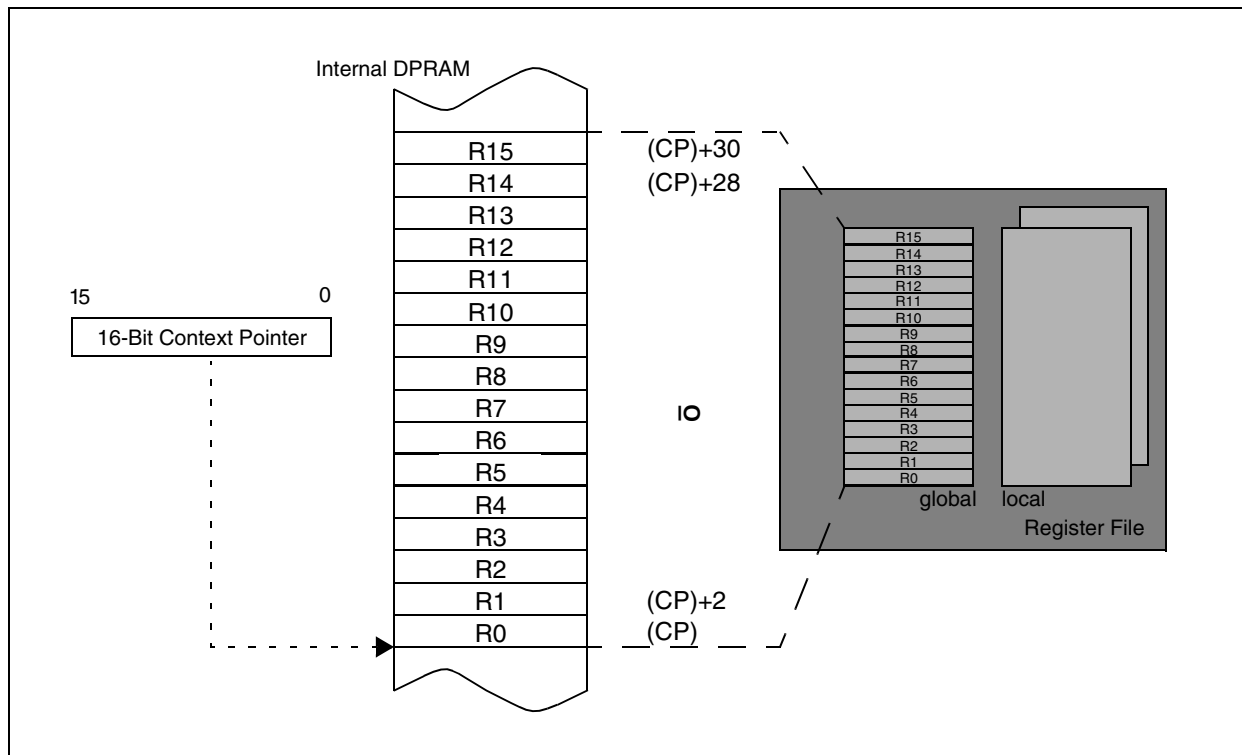 Internal DPRAM
R15
R14
R13
R12
R11
R10
R9
R8
R7
R6
R5
R4
R3
R2
R1
R0
15 0
16-Bit Context Pointer
(CP)+30
(CP)+28
(CP)+2
(CP)
R15
R14
R13
R12
R11
R10
R9
R8
R7
R6
R5
R4
R3
R2
R1
R0
global local
Register File